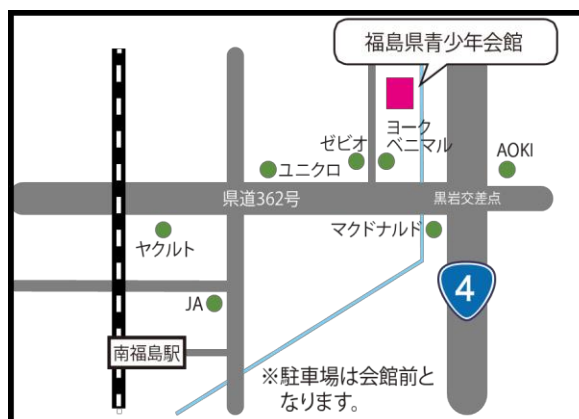 福島県青少年会館
ゼビオ
ヨーク
ベニマル
ユニクロ
AOKI
県道362号
黒岩交差点
ヤクルト
マクドナルド
4
JA
南福島駅
※駐車場は会館前と
なります。